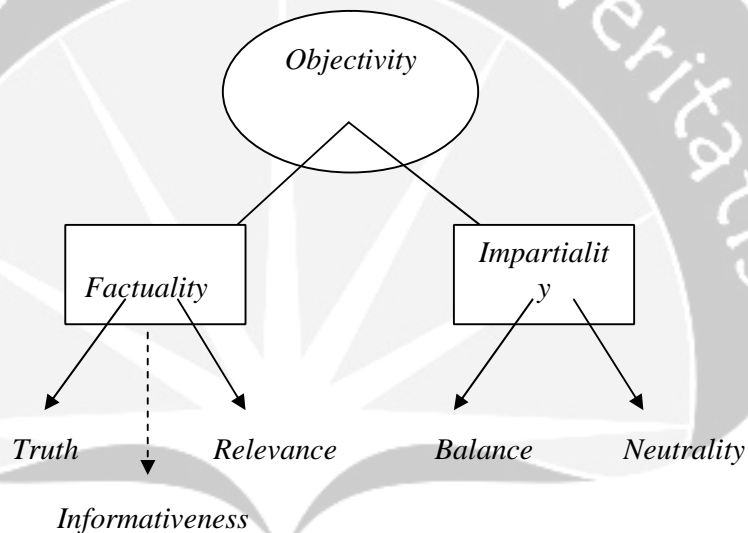 Objectivity
Factuality
Impartialit
y
Truth
Relevance
Balance
Neutrality
Informativeness